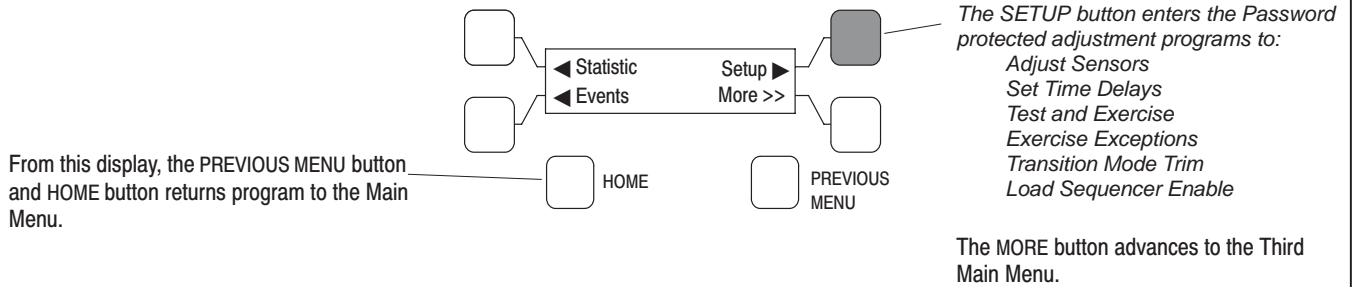 The SETUP button enters the Password
protected adjustment programs to:
Adjust Sensors
Set Time Delays
Test and Exercise
Exercise Exceptions
Transition Mode Trim
Load Sequencer Enable
◀ Statistic Setup ▶
◀ Events More >>
From this display, the PREVIOUS MENU button
and HOME button returns program to the Main
Menu.
HOME
PREVIOUS
MENU
The MORE button advances to the Third
Main Menu.